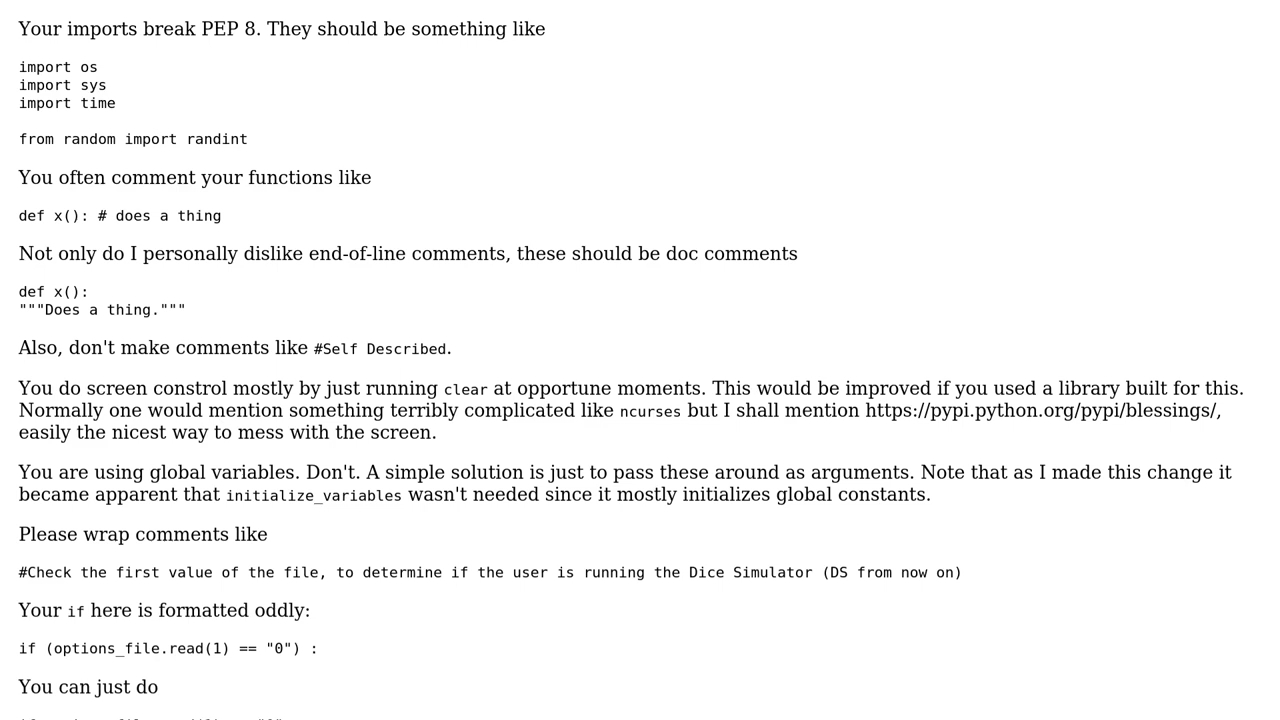 Your imports break PEP 8. They should be something like
import os
import sys
import time
from random import randint
You often comment your functions like
def x(): # does a thing
Not only do I personally dislike end-of-line comments, these should be doc comments
def x():
"""Does a thing."""
Also, don't make comments like #Self Described.
You do screen constrol mostly by just running clear at opportune moments. This would be improved if you used a library built for this.
Normally one would mention something terribly complicated like ncurses but I shall mention https://pypi.python.org/pypi/blessings/,
easily the nicest way to mess with the screen.
You are using global variables. Don't. A simple solution is just to pass these around as arguments. Note that as I made this change it
became apparent that initialize_variables wasn't needed since it mostly initializes global constants.
Please wrap comments like
#Check the first value of the file, to determine if the user is running the Dice Simulator (DS from now on)
Your if here is formatted oddly:
if (options_file.read(1) == "0") :
You can just do